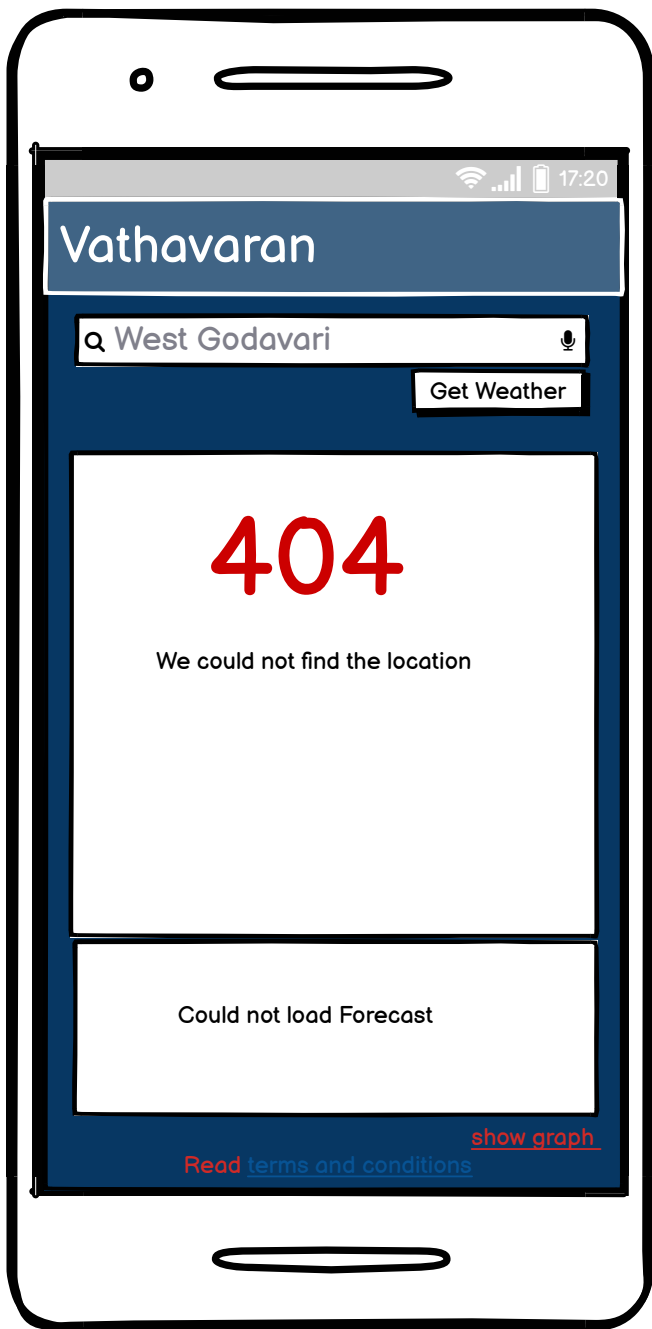 17:20
Vathavaran
West Godavari
Get Weather
404
We could not find the location
Could not load Forecast
show graph
Read terms and conditions